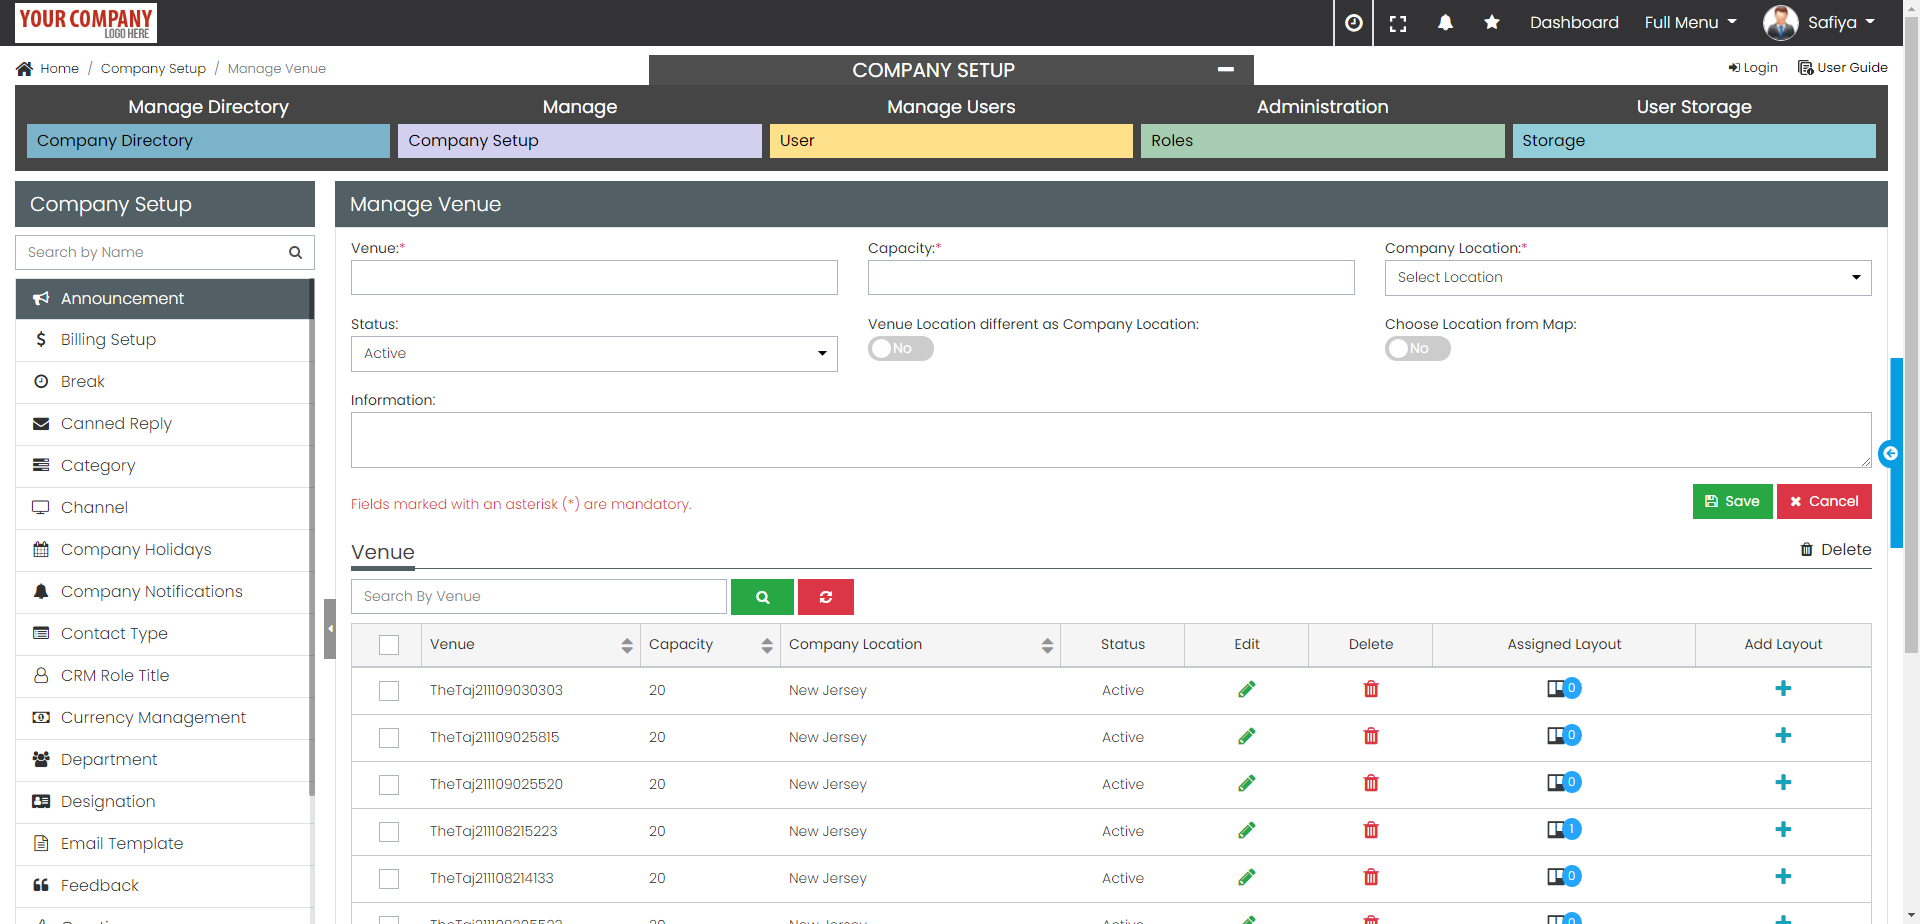 YOUR COMPANY
LOGO HERE
Dashboard
Full Menu
Safiya
Home / Company Setup / Manage Venue
COMPANY SETUP
Login
User Guide
Manage Directory
Manage
Manage Users
Administration
User Storage
Company Directory
Company Setup
User
Roles
Storage
Company Setup
Search by Name
Announcement
Billing Setup
Break
Canned Reply
Category
Channel
Company Holidays
Company Notifications
Contact Type
CRM Role Title
Currency Management
Department
Designation
Email Template
Feedback
Manage Venue
Venue:*
Capacity:*
Company Location:*
Select Location
Status:
Active
Venue Location different as Company Location:
No
Choose Location from Map:
No
Information:
Fields marked with an asterisk (*) are mandatory.
Save
Cancel
Venue
Delete
Search By Venue
Venue Capacity Company Location Status Edit Delete Assigned Layout Add Layout
TheTaj211109030303 20 New Jersey Active 0
TheTaj211109025815 20 New Jersey Active 0
TheTaj211109025520 20 New Jersey Active 0
TheTaj211108215223 20 New Jersey Active 1
TheTaj211108214133 20 New Jersey Active 0